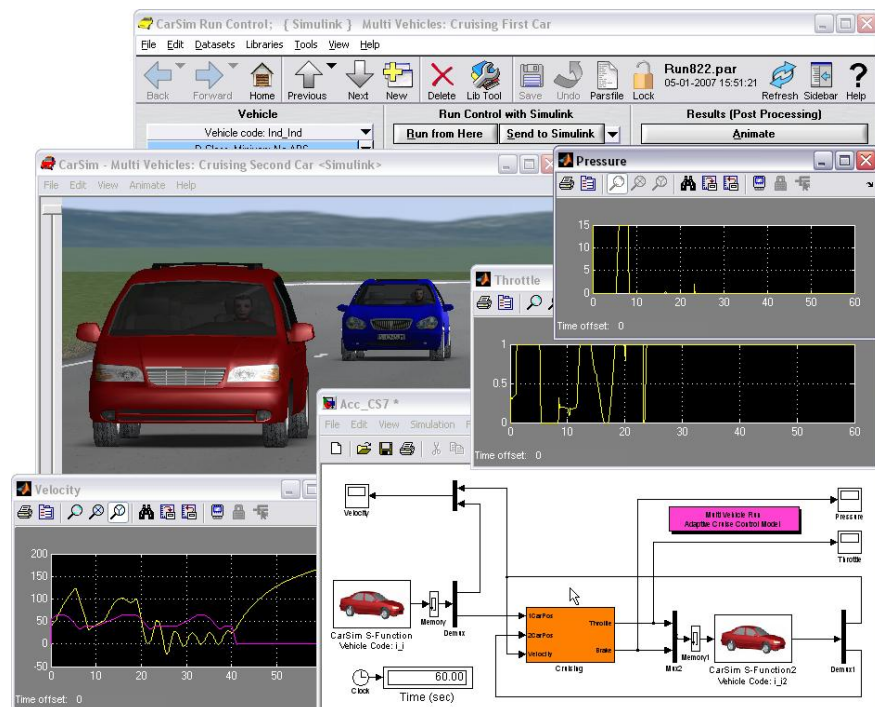 CarSim Run Control; { Simulink } Multi Vehicles: Cruising First Car
File Edit Datasets Libraries Tools View Help
Back Forward Home Previous Next New Delete Lib Tool Save Undo Parsfile Lock Run822.par Refresh Sidebar Help
05-01-2007 15:51:21
Vehicle Run Control with Simulink Results (Post Processing)
Vehicle code: Ind_Ind Run from Here Send to Simulink Animate
CarSim - Multi Vehicles: Cruising Second Car <Simulink>
File Edit View Animate Help
Pressure
15
10
5
0
0 10 20 30 40 50 60
Time offset: 0
Throttle
1
0.5
0
0 10 20 30 40 50 60
Time offset: 0
Acc_CS7 *
File Edit View Simulation
Velocity
200
150
100
50
0
-50
0 10 20 30 40 50
Time offset: 0
Velocity
Multi Vehicle Run
Adaptive Cruise Control Model
Pressure
Throttle
CarSim S-Function
Vehicle Code: i_i
Memory
Demux
1CarPos
2CarPos
Velocity
Throttle
Brake
Cruising
Mux2
Memory1
CarSim S-Function2
Vehicle Code: i_i2
Demux1
Clock
60.00
Time (sec)